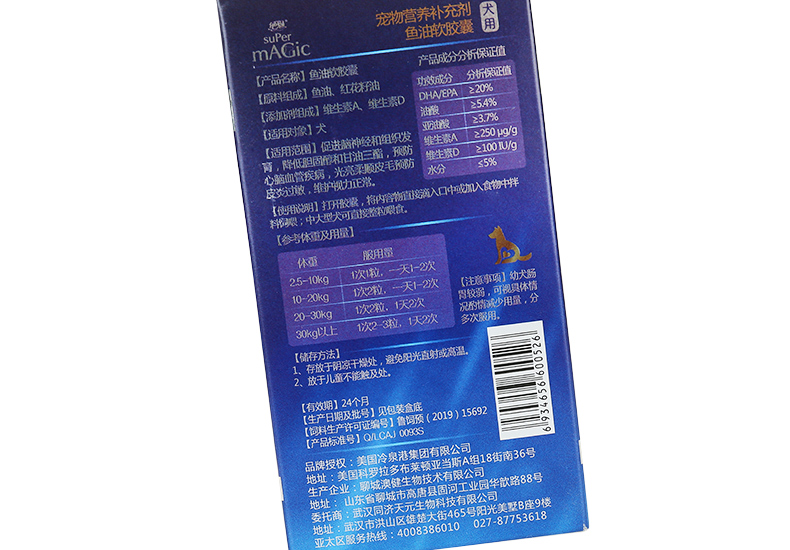 suPer
mAGic
宠物营养补充剂
鱼油软胶囊
犬用
【产品名称】鱼油软胶囊
【原料组成】鱼油、红花籽油
【添加剂组成】维生素A、维生素D
【适用对象】犬
【适用范围】促进脑神经和组织发
育，降低胆固醇和甘油三酯，预防
心脑血管疾病，光亮柔顺皮毛预防
皮炎过敏，维护视力正常。
产品成分分析保证值
功效成分 分析保证值
DHA/EPA ≥20%
油酸 ≥5.4%
亚油酸 ≥3.7%
维生素A ≥250 μg/g
维生素D ≥100 IU/g
水分 ≤5%
【使用说明】打开胶囊，将内容物直接滴入口中或加入食物中拌
料饲喂；中大型犬可直接整粒喂食。
【参考体重及用量】
体重 服用量
2.5-10kg 1次1粒，一天1-2次
10-20kg 1次2粒，一天1-2次
20-30kg 1次2粒，1天2次
30kg以上 1次2-3粒，1天2次
【注意事项】幼犬肠
胃较弱，可视具体情
况酌情减少用量，分
多次服用。
【储存方法】
1、存放于阴凉干燥处，避免阳光直射或高温。
2、放于儿童不能触及处。
【有效期】24个月
【生产日期及批号】见包装盒底
【饲料生产许可证编号】鲁饲预（2019）15692
【产品标准号】Q/LCAJ 0093S
6 934656 600526
品牌授权：美国冷泉港集团有限公司
地址：美国科罗拉多布莱顿亚当斯A组18街南36号
生产企业：聊城澳健生物技术有限公司
地址： 山东省聊城市高唐县固河工业园华歆路88号
委托商：武汉同济天元生物科技有限公司
地址：武汉市洪山区雄楚大街465号阳光美墅B座9楼
亚太区服务热线：4008386010 027-87753618